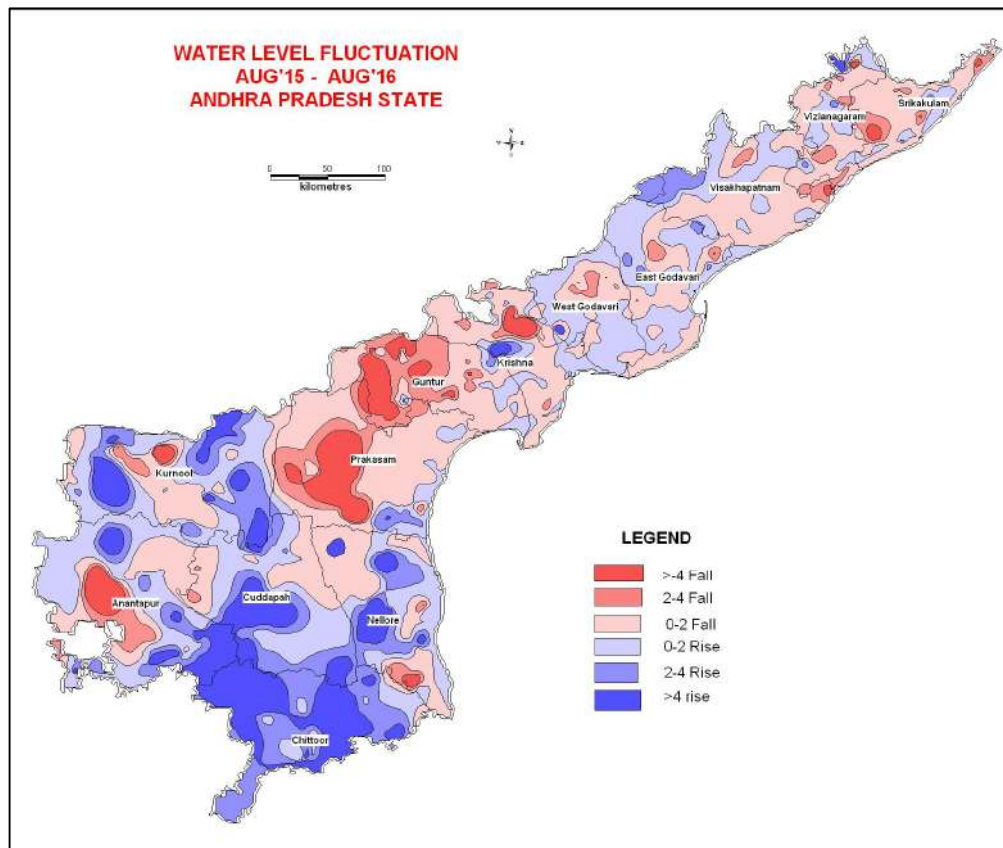 WATER LEVEL FLUCTUATION
AUG'15 - AUG'16
ANDHRA PRADESH STATE
N
W E
S
0 50 100
kilometres
Srikakulam
Vizianagaram
Visakhapatnam
East Godavari
West Godavari
Krishna
Guntur
Prakasam
Kurnool
Anantapur
Cuddapah
Nellore
Chittoor
LEGEND
>-4 Fall
2-4 Fall
0-2 Fall
0-2 Rise
2-4 Rise
>4 rise